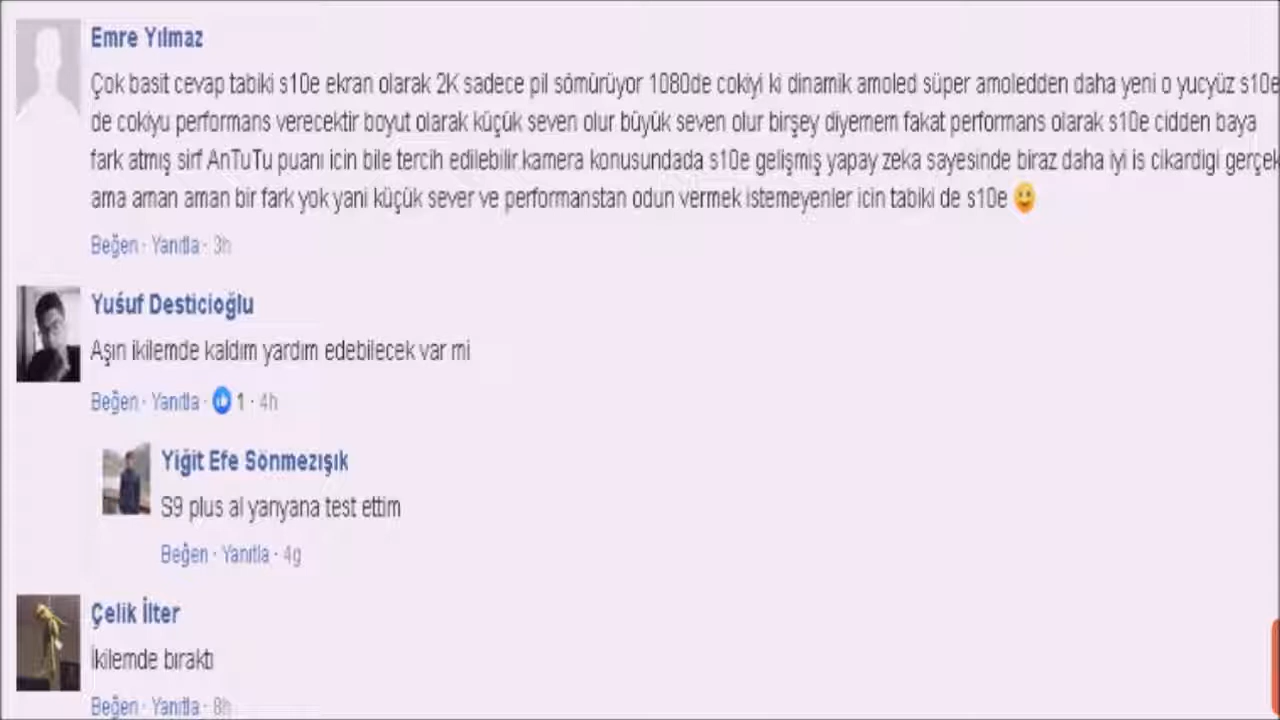 Emre Yılmaz
Çok basit cevap tabiki s10e ekran olarak 2K sadece pil sömürüyor 1080de cokiyi ki dinamik amoled süper amoledden daha yeni o yucyüz s10e
de cokiyu performans verecektir boyut olarak küçük seven olur büyük seven olur birşey diyemem fakat performans olarak s10e cidden baya
fark atmış sirf AnTuTu puanı icin bile tercih edilebilir.kamera konusundada s10e gelişmiş yapay zeka sayesinde biraz daha iyi is cikardigi gerçek
ama aman aman bir fark yok yani küçük sever ve performanstan odun vermek istemeyenler icin tabiki de s10e 🙂
Beğen · Yanıtla · 3h
Yuśuf Desticioğlu
Aşırı ikilemde kaldım yardım edebilecek var mi
Beğen · Yanıtla · 1 · 4h
Yiğit Efe Sönmezışık
S9 plus al yanyana test ettim
Beğen · Yanıtla · 4g
Çelik İlter
İkilemde bıraktı
Beğen · Yanıtla · 8h